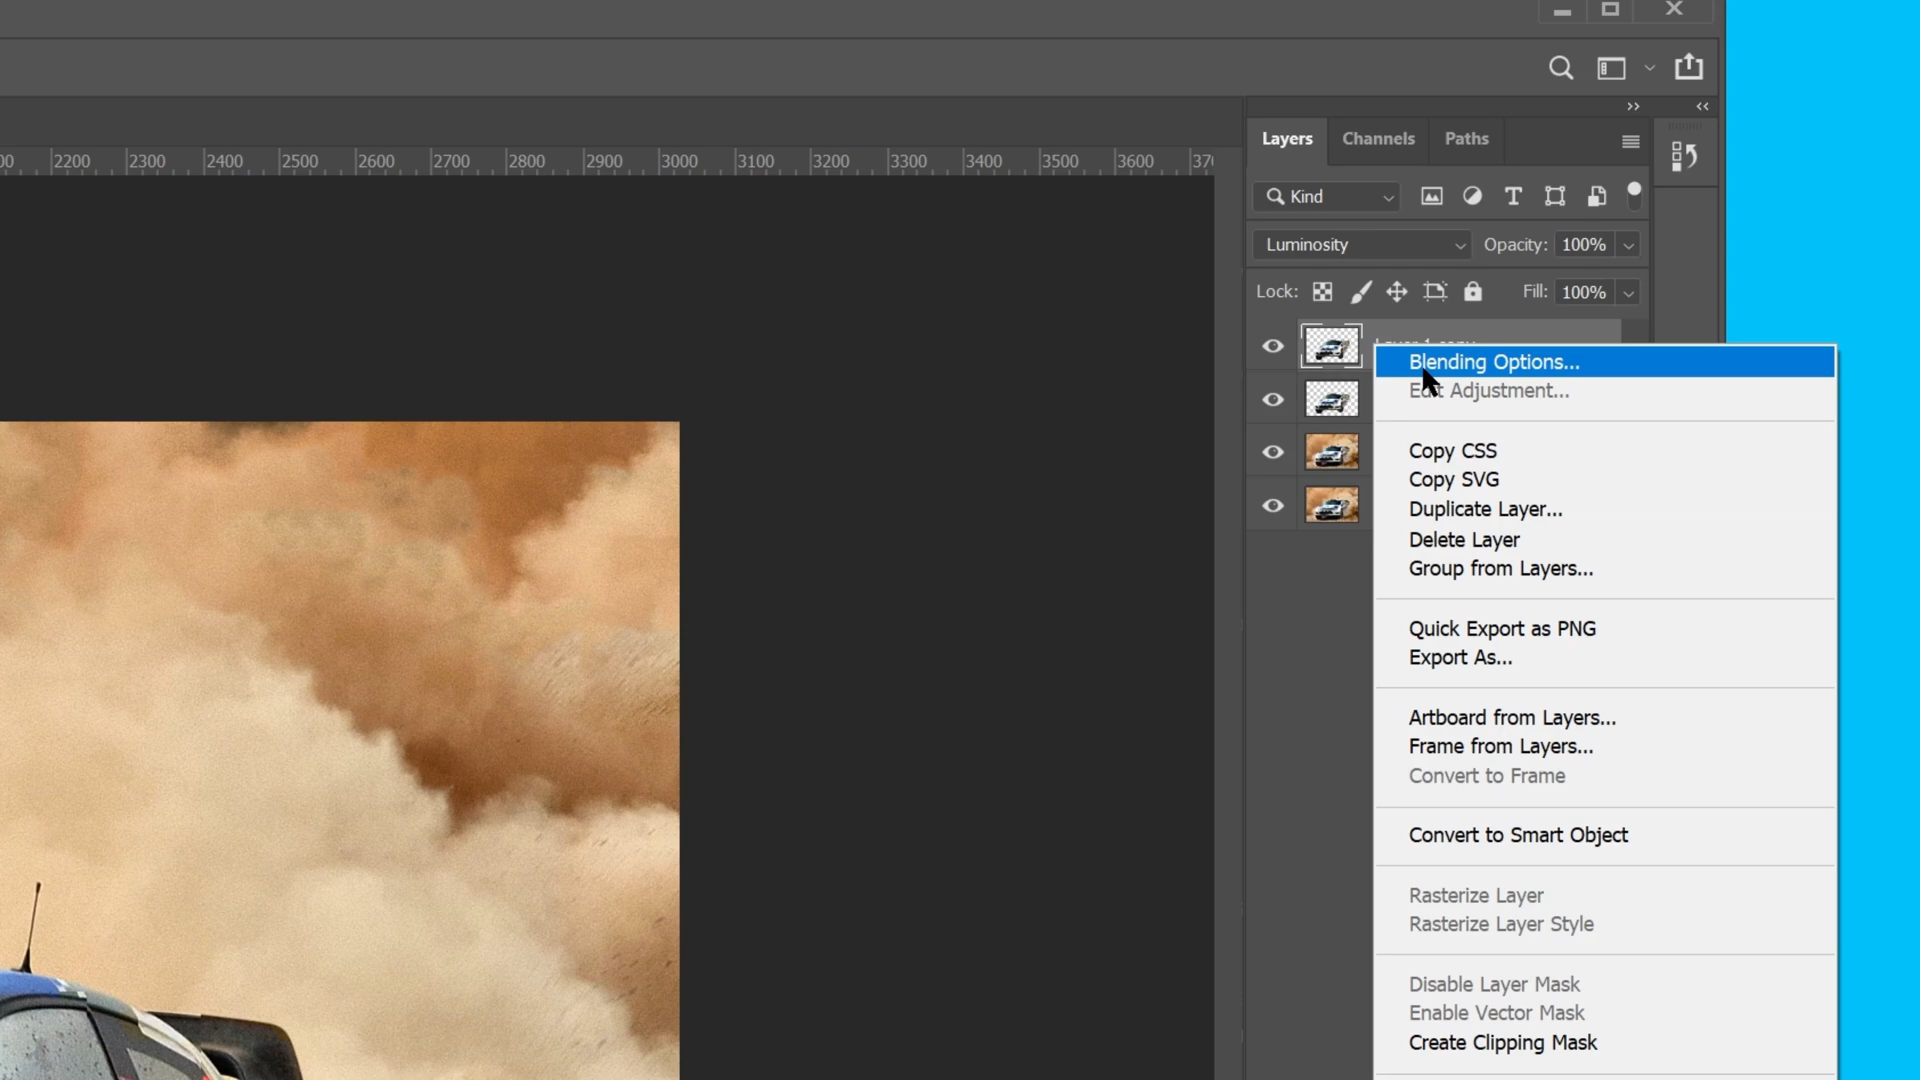 2200 2300 2400 2500 2600 2700 2800 2900 3000 3100 3200 3300 3400 3500 3600
Layers Channels Paths
Kind
Luminosity Opacity: 100%
Lock: Fill: 100%
Layer 1 copy
Blending Options...
Edit Adjustment...
Copy CSS
Copy SVG
Duplicate Layer...
Delete Layer
Group from Layers...
Quick Export as PNG
Export As...
Artboard from Layers...
Frame from Layers...
Convert to Frame
Convert to Smart Object
Rasterize Layer
Rasterize Layer Style
Disable Layer Mask
Enable Vector Mask
Create Clipping Mask